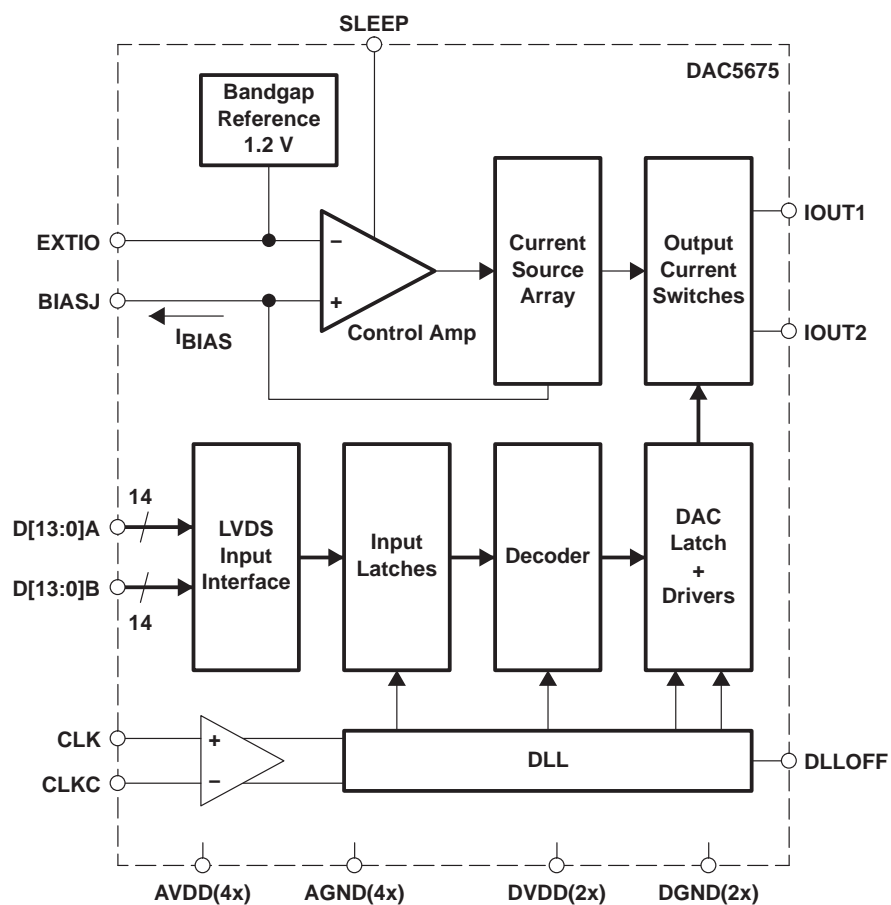 SLEEP
DAC5675
Bandgap
Reference
1.2 V
EXTIO
BIASJ
IBIAS
−
+
Control Amp
Current
Source
Array
Output
Current
Switches
IOUT1
IOUT2
14
D[13:0]A
D[13:0]B
14
LVDS
Input
Interface
Input
Latches
Decoder
DAC
Latch
+
Drivers
CLK
CLKC
+
−
DLL
DLLOFF
AVDD(4x)
AGND(4x)
DVDD(2x)
DGND(2x)